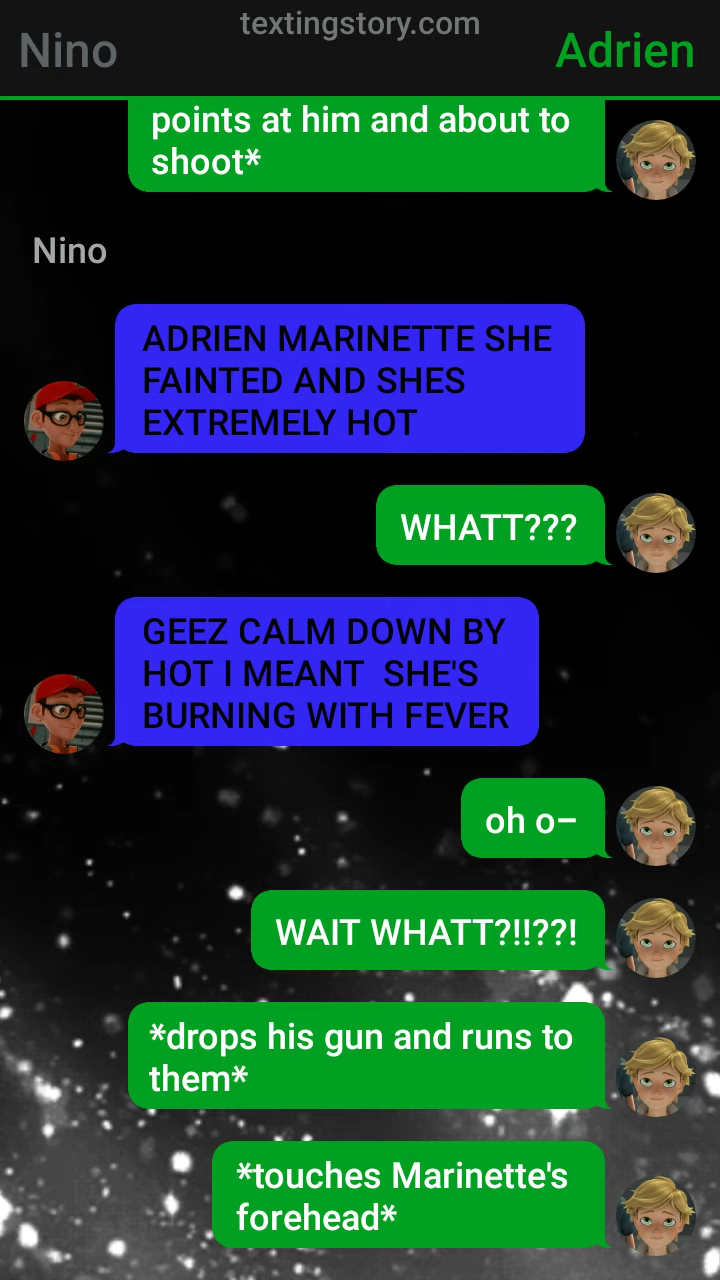 textingstory.com
Nino
Adrien
points at him and about to
shoot*
Nino
ADRIEN MARINETTE SHE
FAINTED AND SHES
EXTREMELY HOT
WHATT???
GEEZ CALM DOWN BY
HOT I MEANT  SHE'S
BURNING WITH FEVER
oh o–
WAIT WHATT?!!??!
*drops his gun and runs to
them*
*touches Marinette's
forehead*